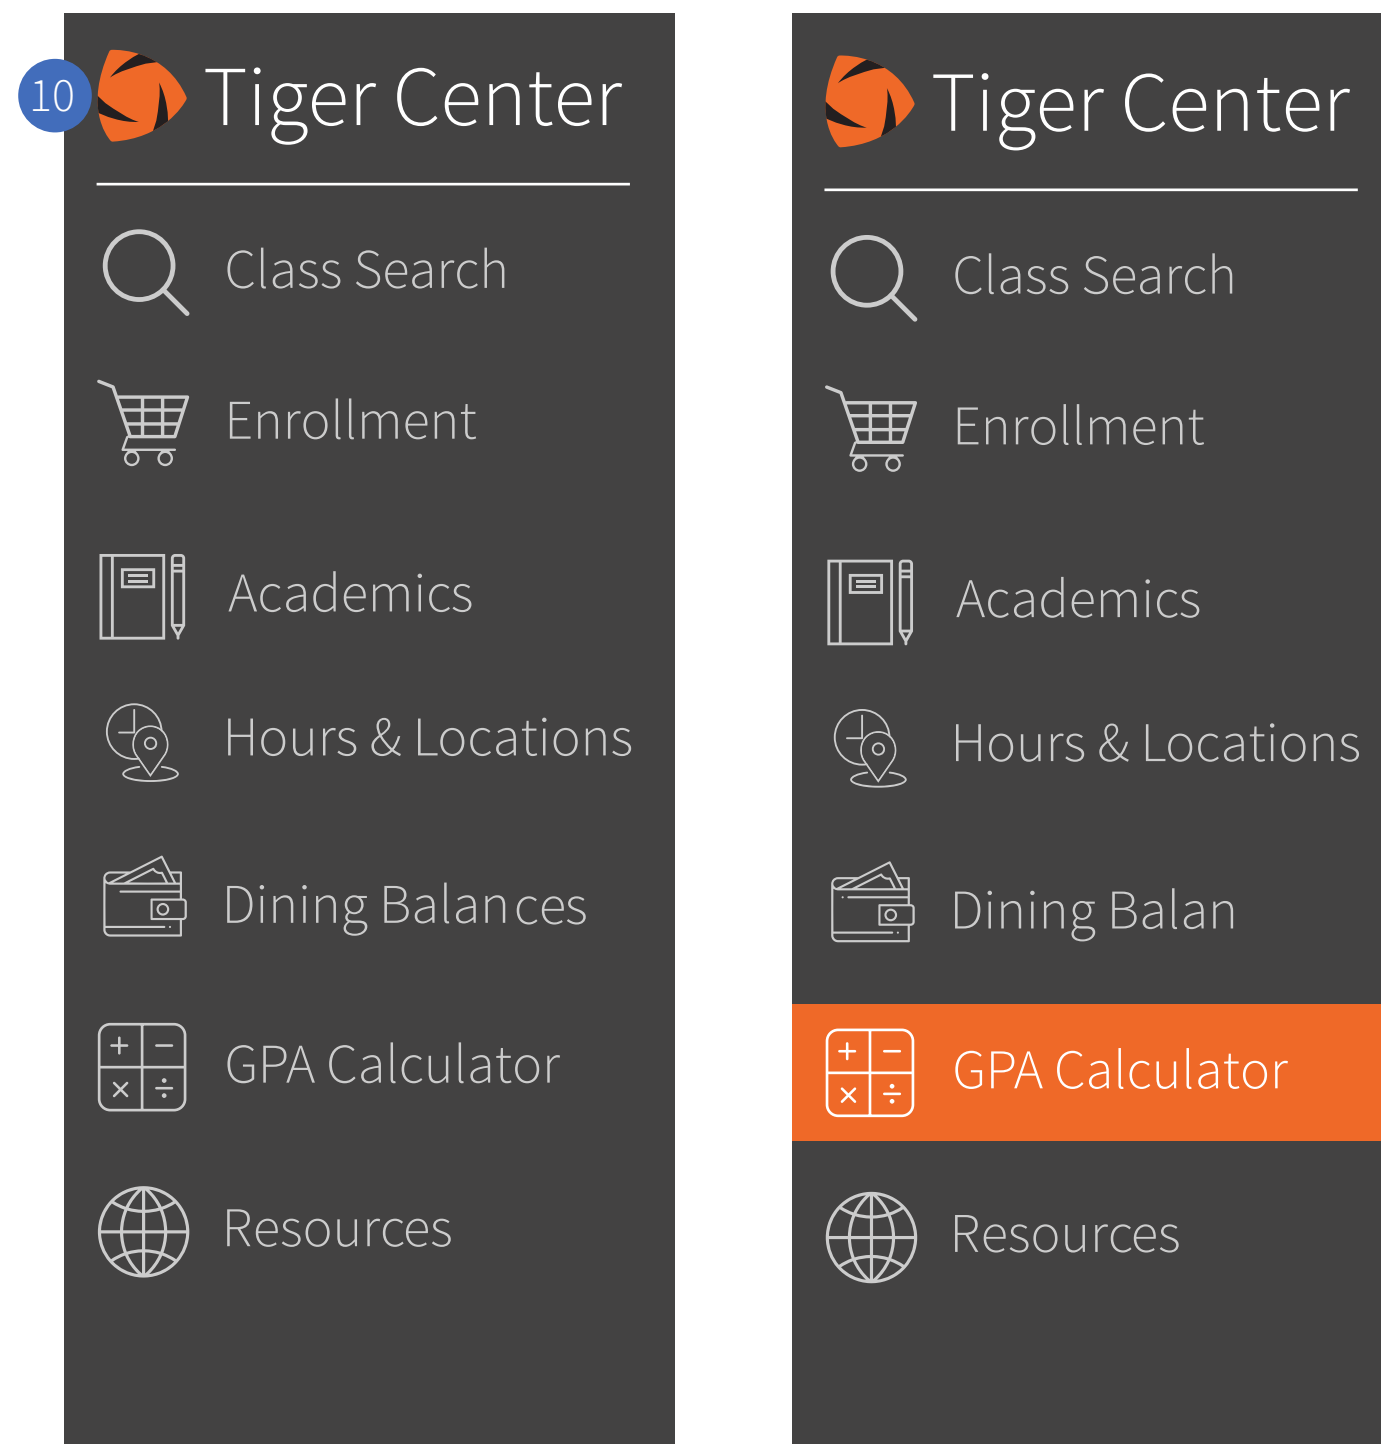 10
Tiger Center
Class Search
Enrollment
Academics
Hours & Locations
Dining Balances
GPA Calculator
Resources
Tiger Center
Class Search
Enrollment
Academics
Hours & Locations
Dining Balan
GPA Calculator
Resources